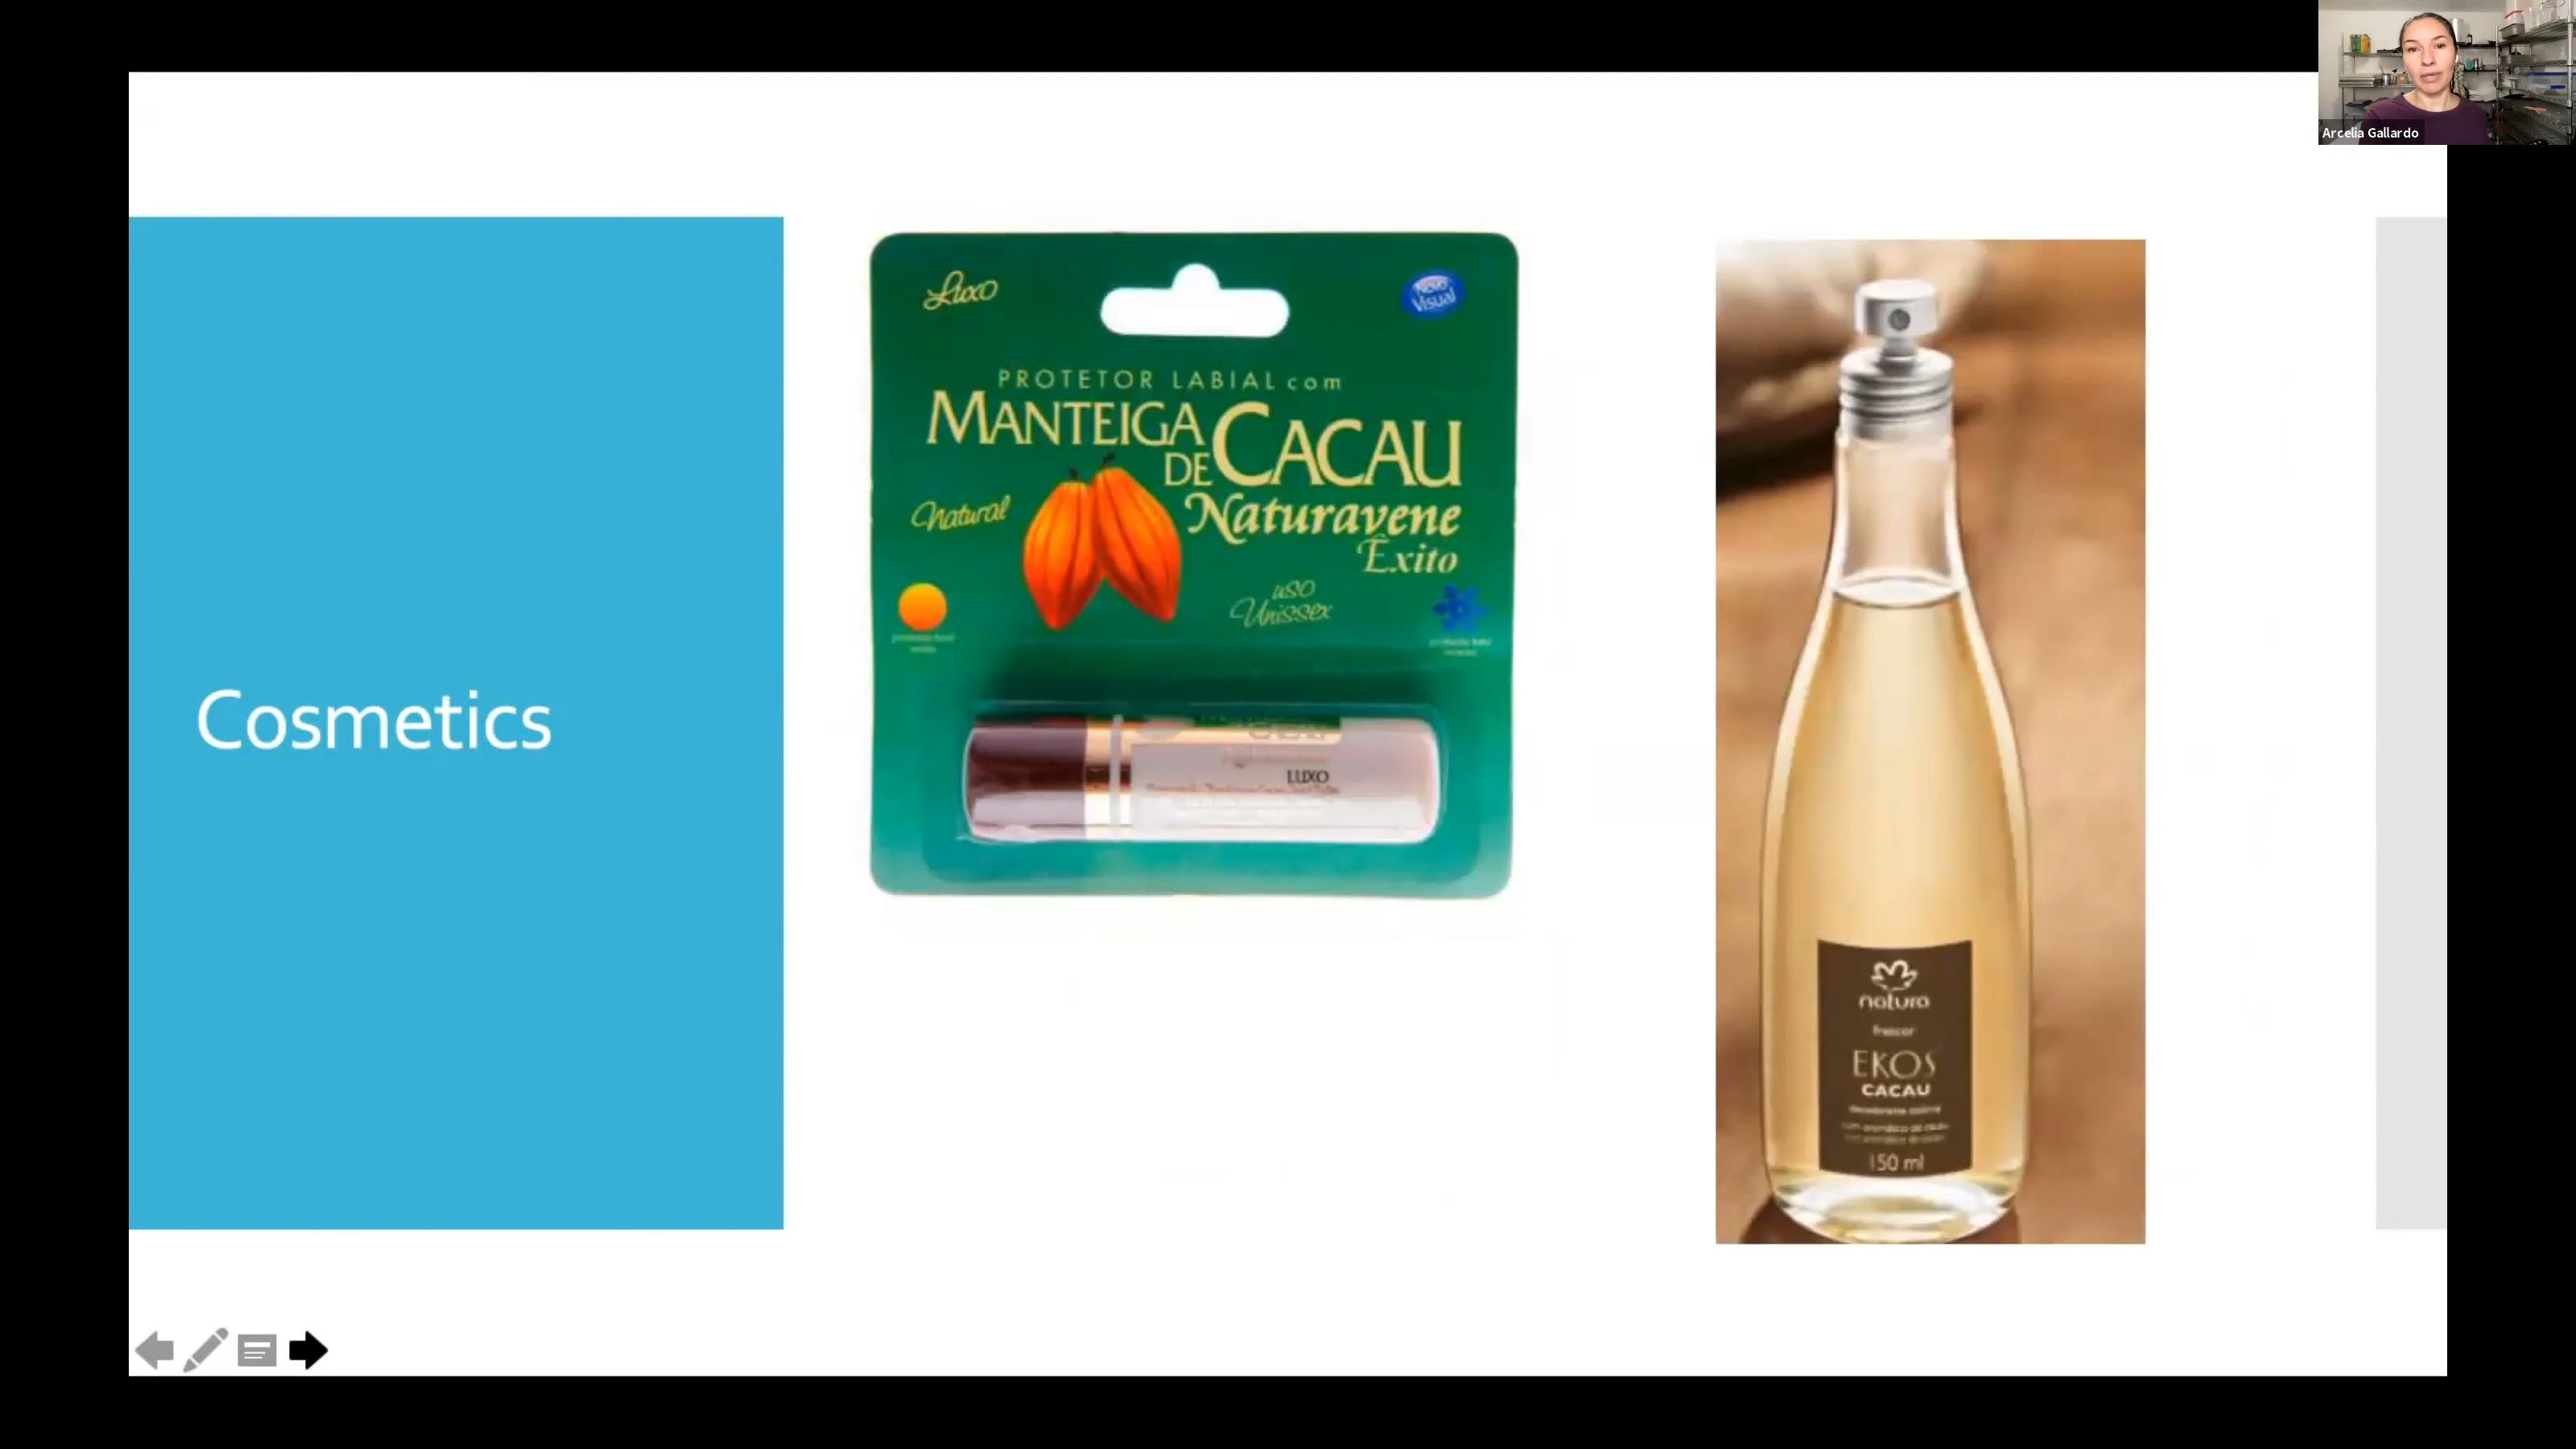 Arcelia Gallardo
Cosmetics
Luxo
NOVO
Visual
PROTETOR LABIAL com
MANTEIGA
DE CACAU
Natural
Naturavene
Êxito
uso
Unissex
LUXO
natura
frescor
EKOS
CACAU
150 ml